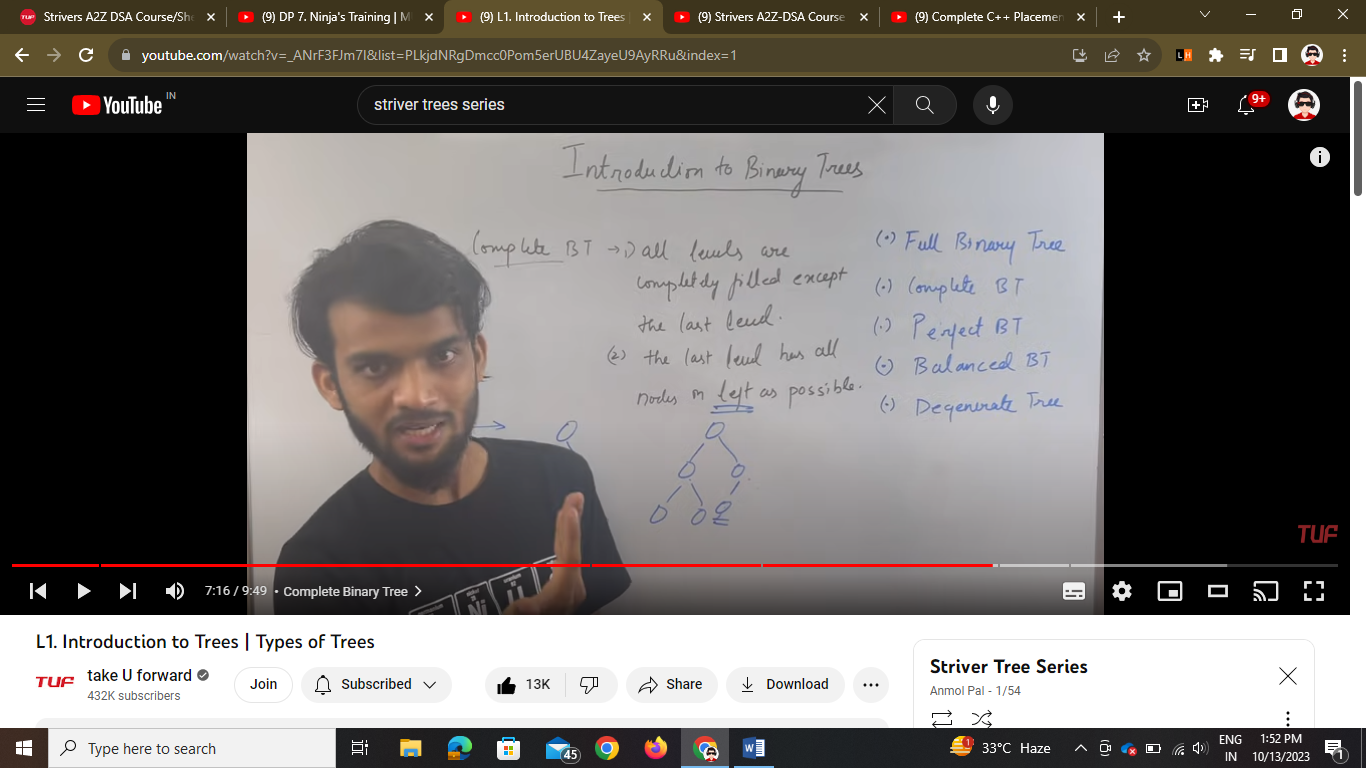 Strivers A2Z DSA Course/She
(9) DP 7. Ninja's Training | M
(9) L1. Introduction to Trees |
(9) Strivers A2Z-DSA Course
(9) Complete C++ Placemen
youtube.com/watch?v=_ANrF3FJm7I&list=PLkjdNRgDmcc0Pom5erUBU4ZayeU9AyRRu&index=1
LH
YouTube IN
striver trees series
9+
Introduction to Binary Trees
Complete BT → 1) all levels are
completely filled except
the last level.
(2) the last level has all
nodes in left as possible.
(•) Full Binary Tree
(•) Complete BT
(•) Perfect BT
(•) Balanced BT
(•) Degenerate Tree
Ni U
TUF
7:16 / 9:49 • Complete Binary Tree
L1. Introduction to Trees | Types of Trees
TUF
take U forward
432K subscribers
Join
Subscribed
13K
Share
Download
Striver Tree Series
Anmol Pal - 1/54
Type here to search
45
1
33°C Haze
ENG
IN
1:52 PM
10/13/2023
1